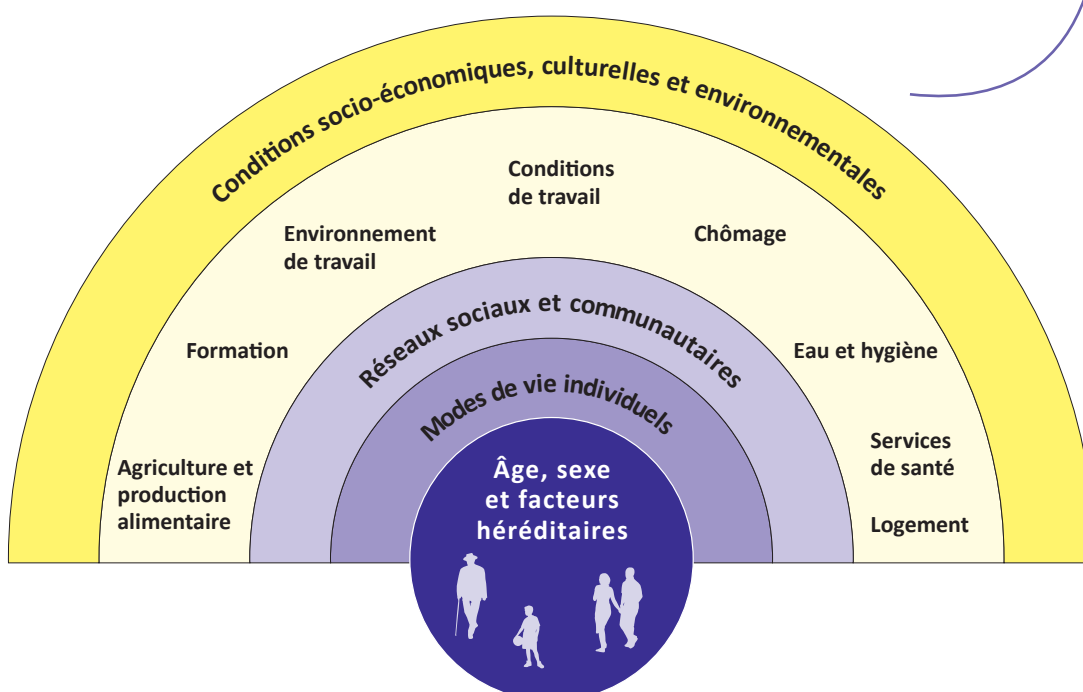 Conditions socio-économiques, culturelles et environnementales
Conditions
de travail
Environnement
de travail
Chômage
Formation
Eau et hygiène
Agriculture et
production
alimentaire
Services
de santé
Logement
Réseaux sociaux et communautaires
Modes de vie individuels
Âge, sexe
et facteurs
héréditaires